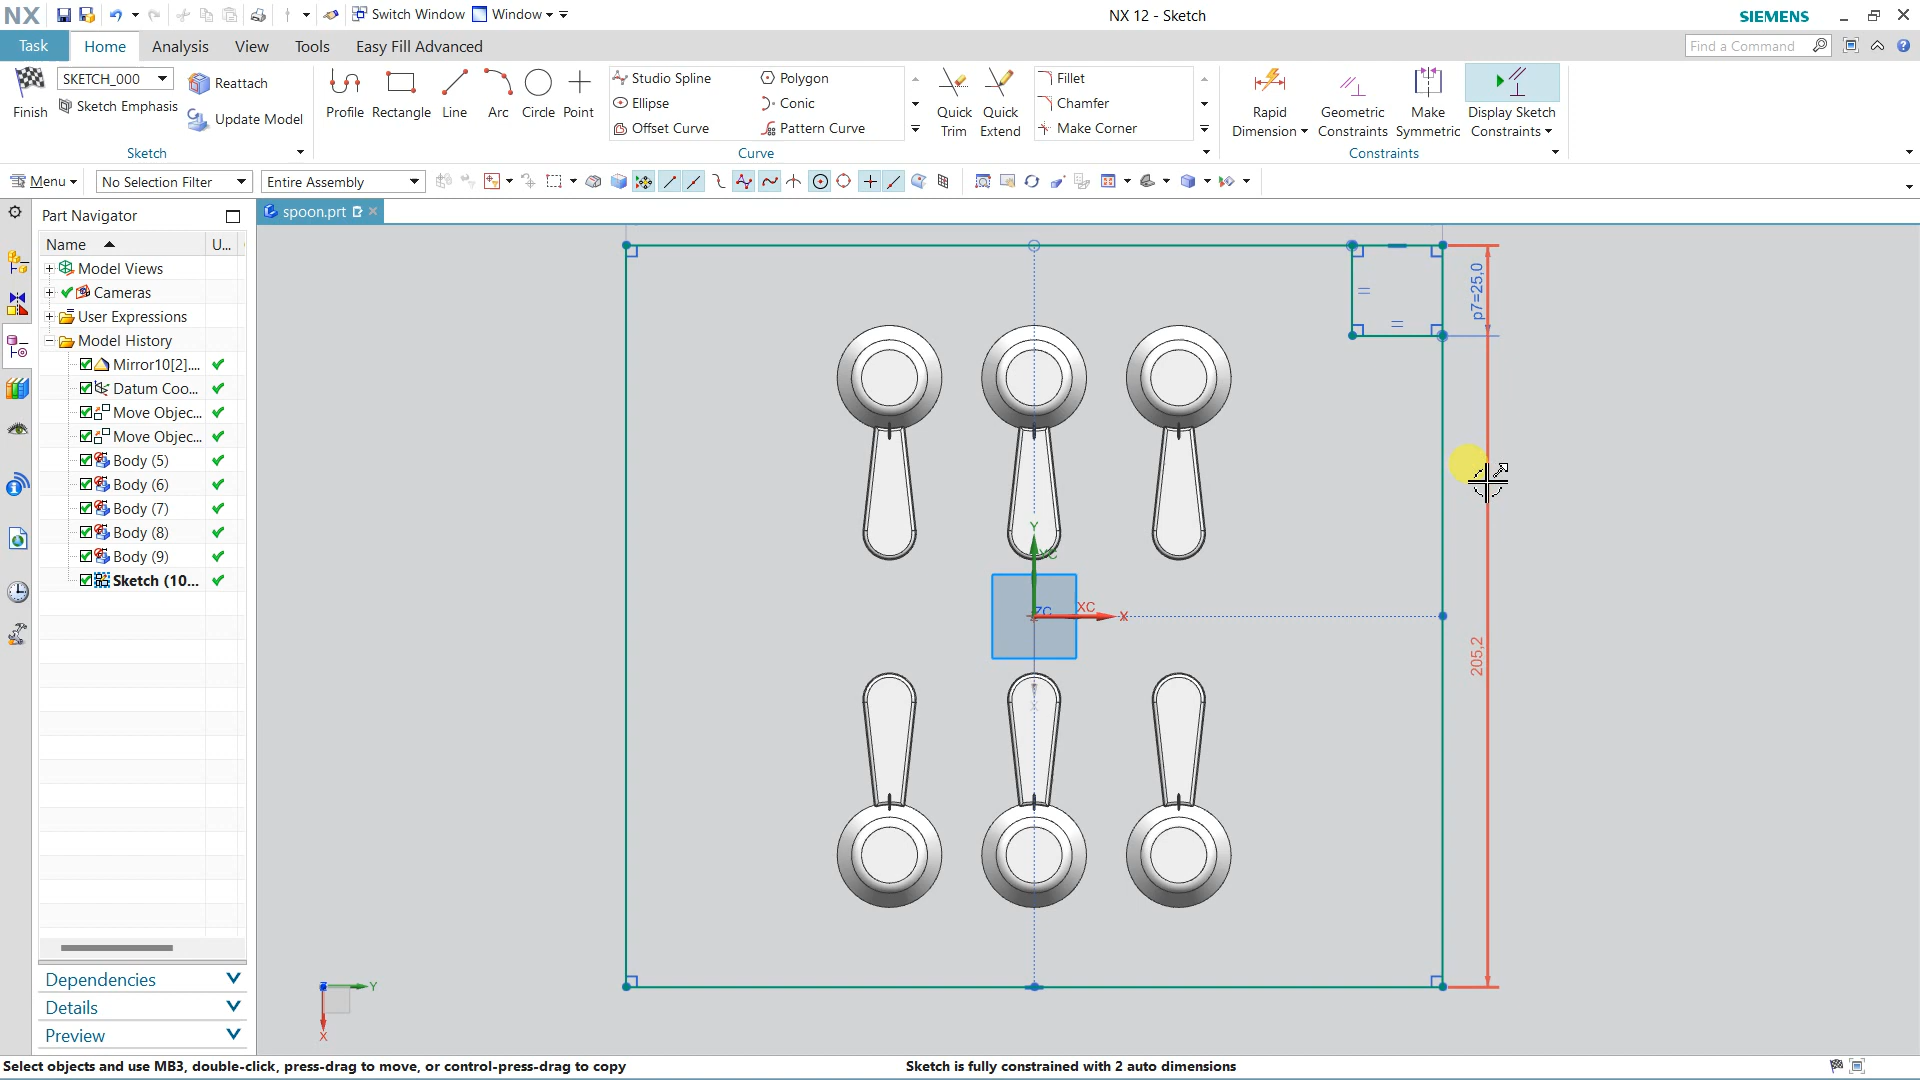 NX Switch Window Window NX 12 - Sketch SIEMENS
Task Home Analysis View Tools Easy Fill Advanced Find a Command
SKETCH_000 Reattach
Finish Sketch Emphasis Update Model
Sketch
Profile Rectangle Line Arc Circle Point
Studio Spline Polygon
Ellipse Conic
Offset Curve Pattern Curve
Quick Trim
Quick Extend
Fillet
Chamfer
Make Corner
Curve
Rapid Dimension
Geometric Constraints
Make Symmetric
Display Sketch Constraints
Constraints
Menu No Selection Filter Entire Assembly
Part Navigator
spoon.prt
Name U...
Model Views
Cameras
User Expressions
Model History
Mirror10[2]....
Datum Coo...
Move Objec...
Move Objec...
Body (5)
Body (6)
Body (7)
Body (8)
Body (9)
Sketch (10...
p7=25,0
205,2
Y
YC
ZC XC X
Y
X
Dependencies
Details
Preview
Select objects and use MB3, double-click, press-drag to move, or control-press-drag to copy Sketch is fully constrained with 2 auto dimensions